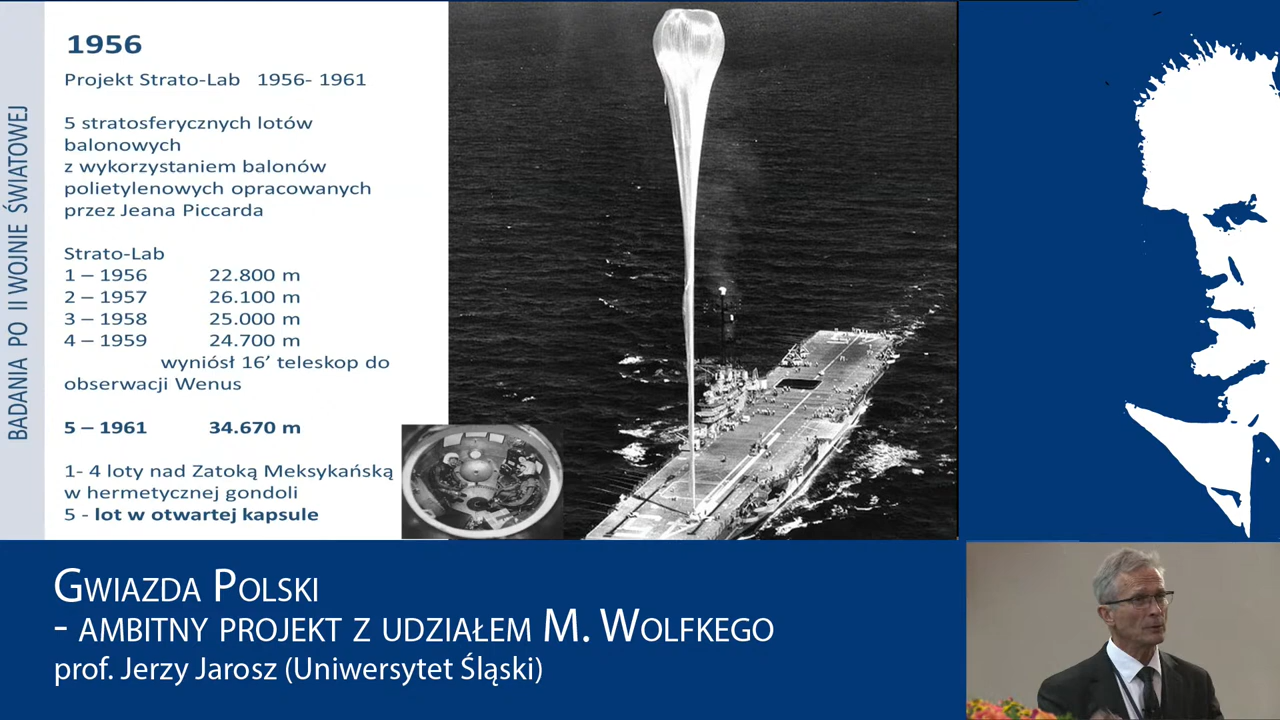 BADANIA PO II WOJNIE ŚWIATOWEJ
1956
Projekt Strato-Lab 1956- 1961
5 stratosferycznych lotów
balonowych
z wykorzystaniem balonów
polietylenowych opracowanych
przez Jeana Piccarda
Strato-Lab
1 – 1956 22.800 m
2 – 1957 26.100 m
3 – 1958 25.000 m
4 – 1959 24.700 m
wyniósł 16’ teleskop do
obserwacji Wenus
5 – 1961 34.670 m
1- 4 loty nad Zatoką Meksykańską
w hermetycznej gondoli
5 - lot w otwartej kapsule
Gwiazda Polski
- ambitny projekt z udziałem M. Wolfkego
prof. Jerzy Jarosz (Uniwersytet Śląski)